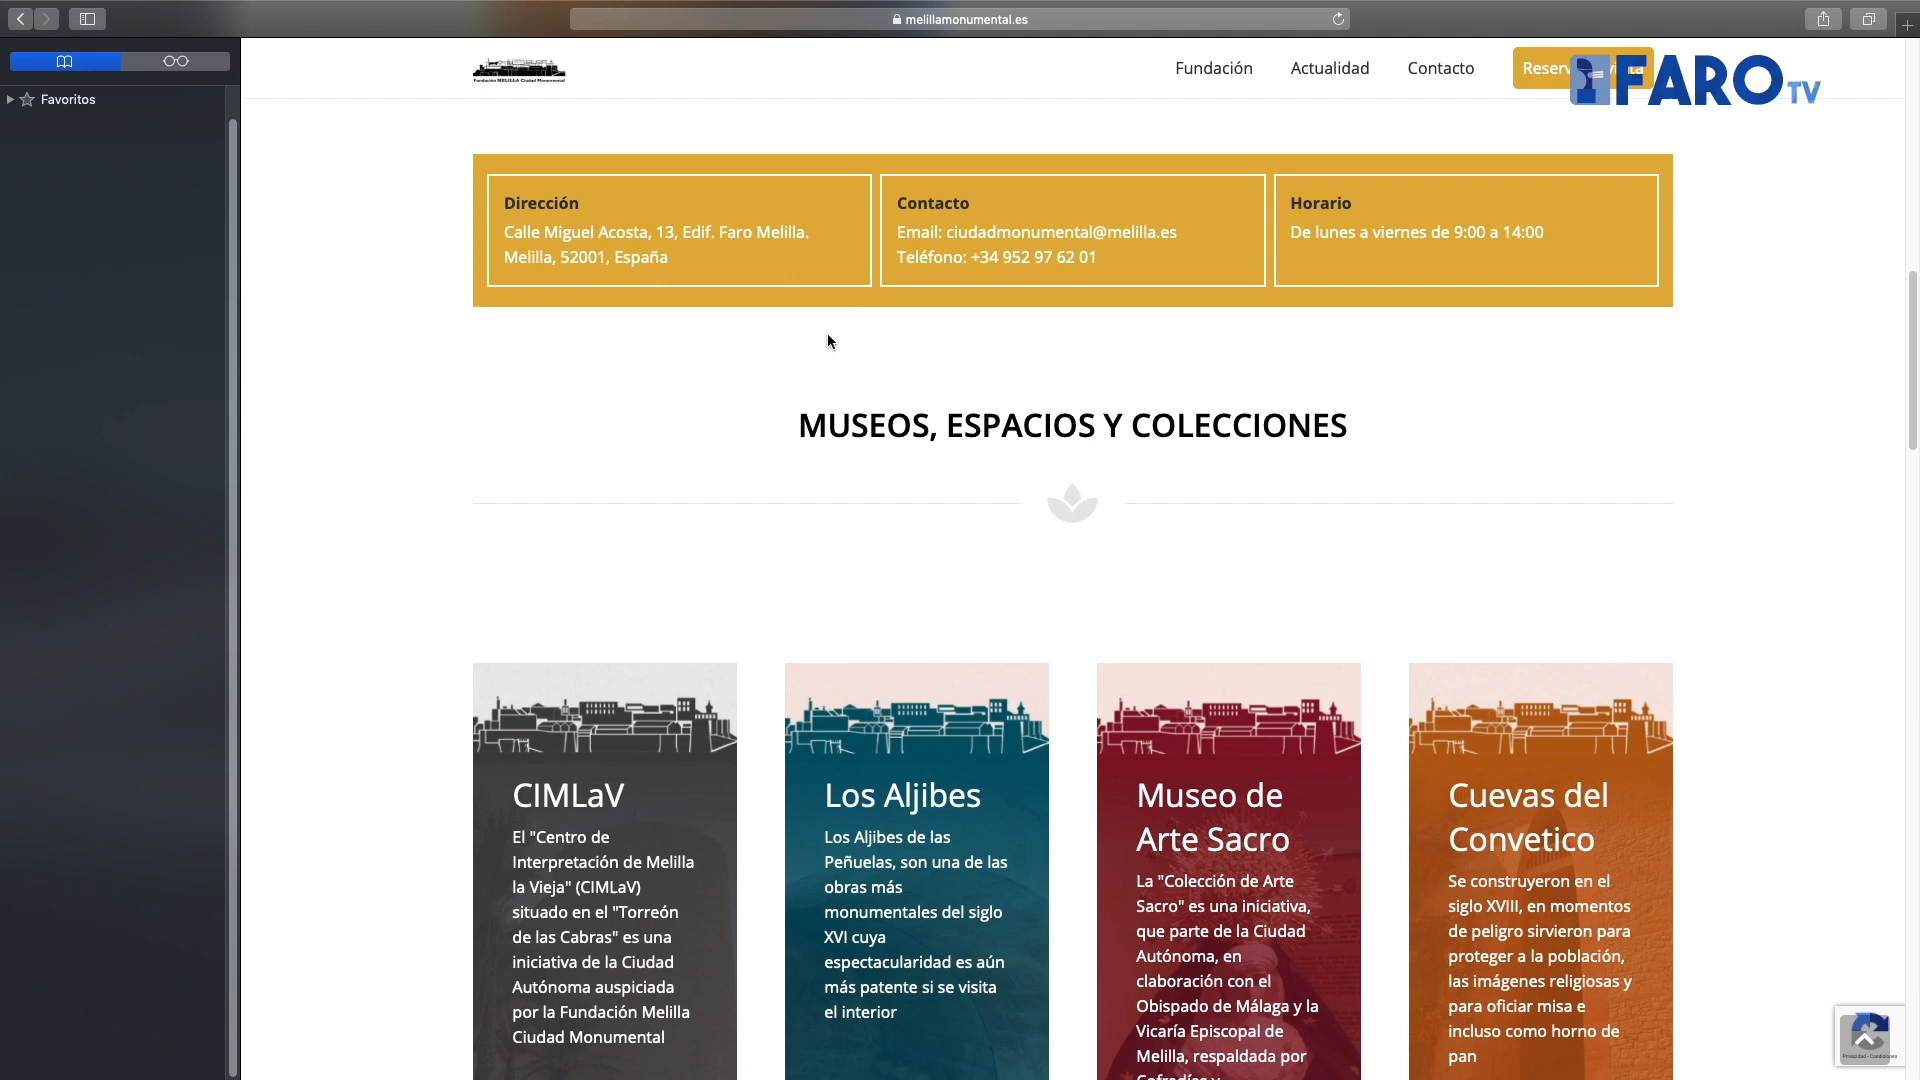 melillamonumental.es
Favoritos
Fundación MELILLA Ciudad Monumental
Fundación
Actualidad
Contacto
FARO TV
Dirección
Calle Miguel Acosta, 13, Edif. Faro Melilla.
Melilla, 52001, España
Contacto
Email: ciudadmonumental@melilla.es
Teléfono: +34 952 97 62 01
Horario
De lunes a viernes de 9:00 a 14:00
MUSEOS, ESPACIOS Y COLECCIONES
CIMLaV
El "Centro de
Interpretación de Melilla
la Vieja" (CIMLaV)
situado en el "Torreón
de las Cabras" es una
iniciativa de la Ciudad
Autónoma auspiciada
por la Fundación Melilla
Ciudad Monumental
Los Aljibes
Los Aljibes de las
Peñuelas, son una de las
obras más
monumentales del siglo
XVI cuya
espectacularidad es aún
más patente si se visita
el interior
Museo de
Arte Sacro
La "Colección de Arte
Sacro" es una iniciativa,
que parte de la Ciudad
Autónoma, en
claboración con el
Obispado de Málaga y la
Vicaría Episcopal de
Melilla, respaldada por
Cuevas del
Convetico
Se construyeron en el
siglo XVIII, en momentos
de peligro sirvieron para
proteger a la población,
las imágenes religiosas y
para oficiar misa e
incluso como horno de
pan
Privacidad - Condiciones